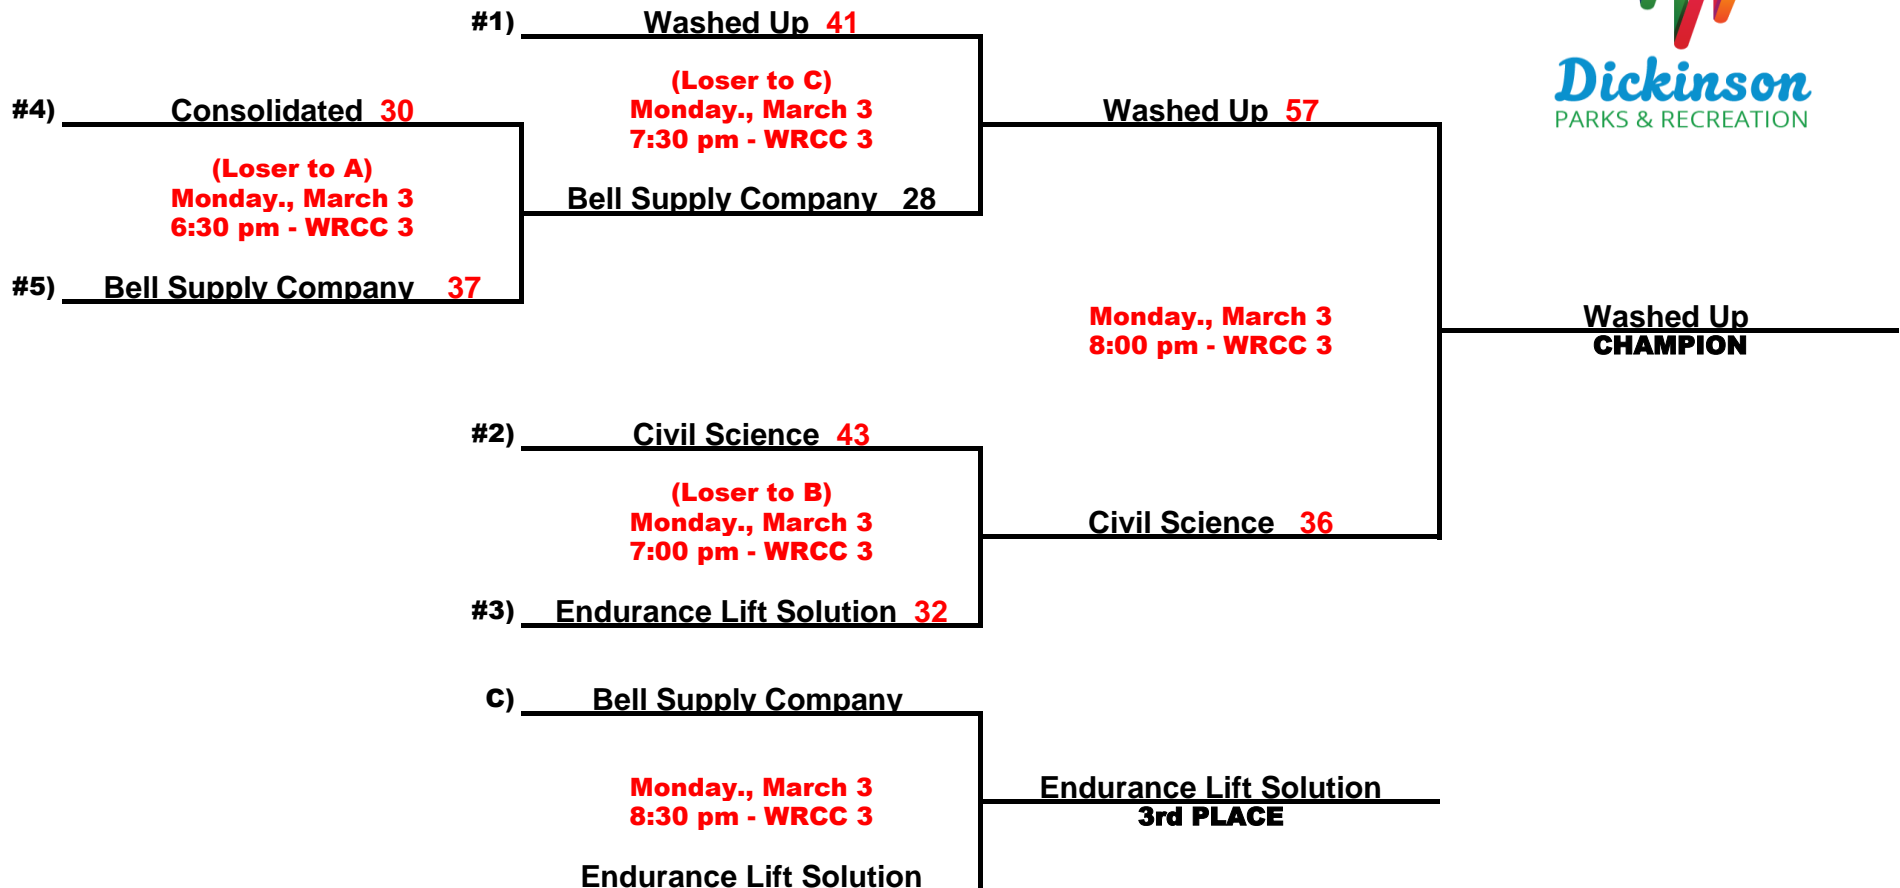 #1) Washed Up 41
(Loser to C)
Monday., March 3
7:30 pm - WRCC 3
#4) Consolidated 30
(Loser to A)
Monday., March 3
6:30 pm - WRCC 3
Bell Supply Company 28
#5) Bell Supply Company 37
Washed Up 57
Dickinson
PARKS & RECREATION
Monday., March 3
8:00 pm - WRCC 3
Washed Up
CHAMPION
#2) Civil Science 43
(Loser to B)
Monday., March 3
7:00 pm - WRCC 3
Civil Science 36
#3) Endurance Lift Solution 32
C) Bell Supply Company
Monday., March 3
8:30 pm - WRCC 3
Endurance Lift Solution
3rd PLACE
Endurance Lift Solution